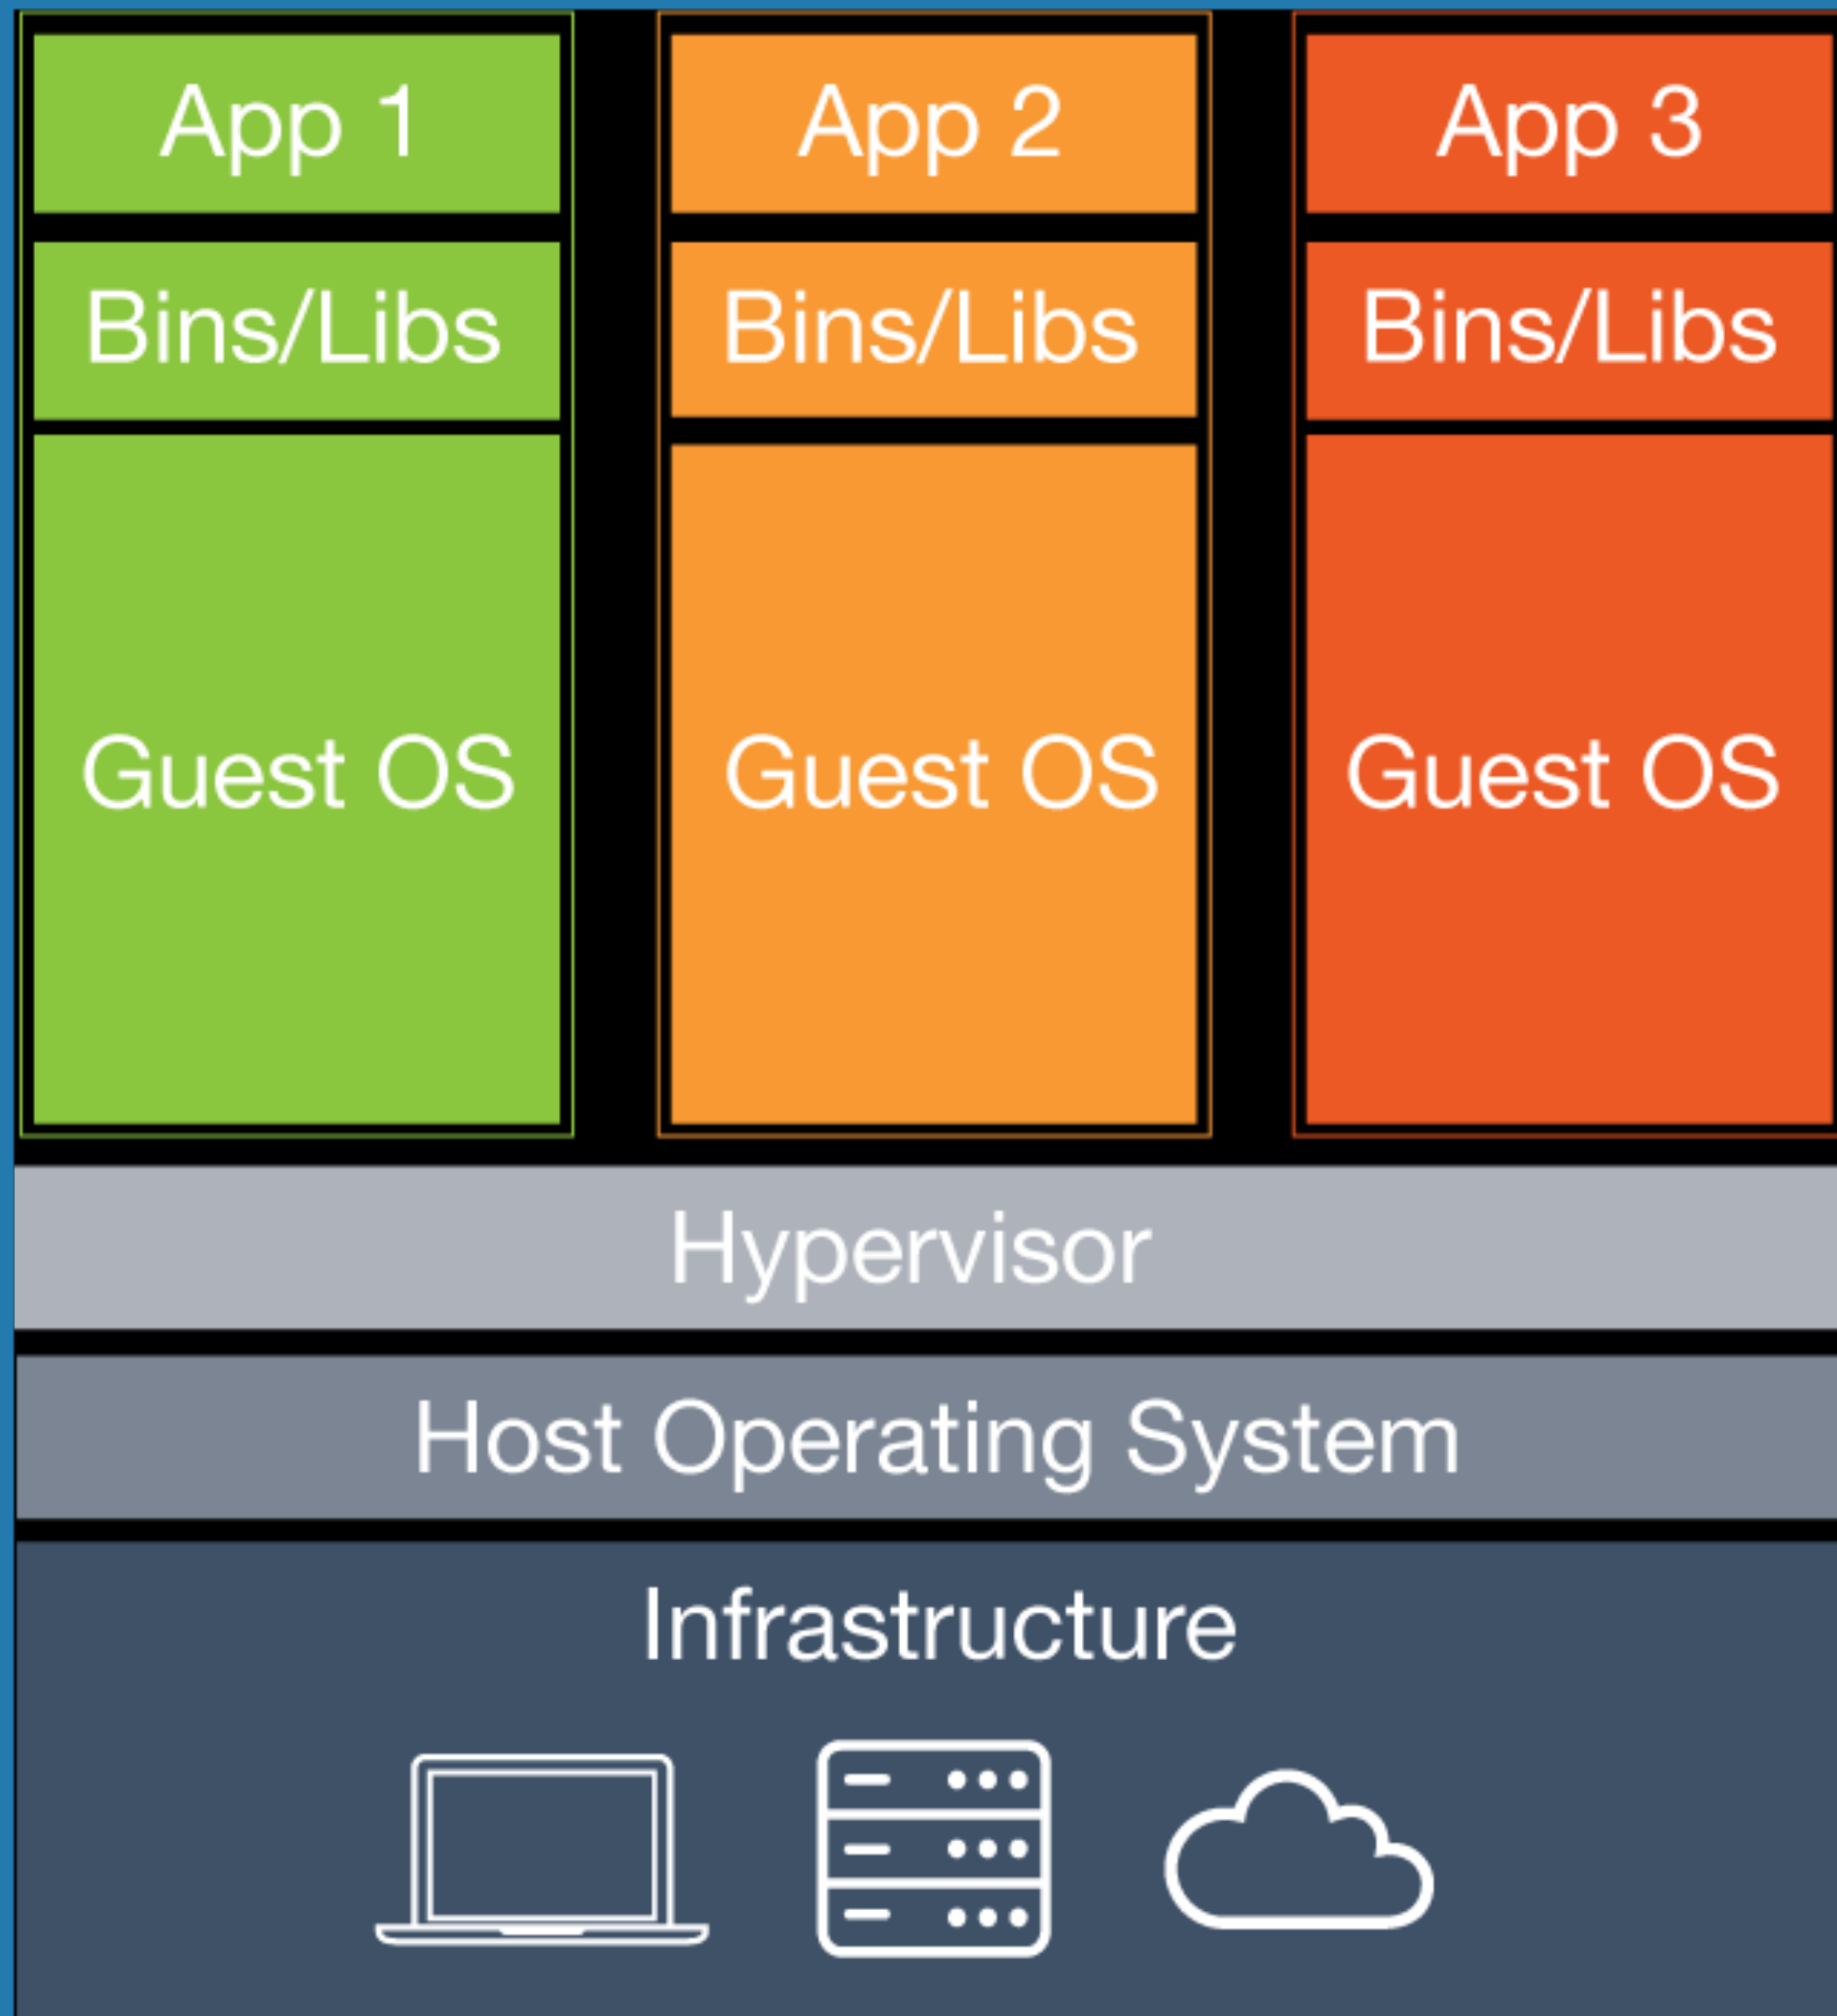 App 1
App 2
App 3
Bins/Libs
Bins/Libs
Bins/Libs
Guest OS
Guest OS
Guest OS
Hypervisor
Host Operating System
Infrastructure